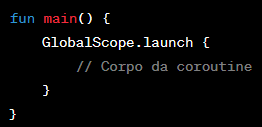 fun main() {
    GlobalScope.launch {
        // Corpo da coroutine
    }
}